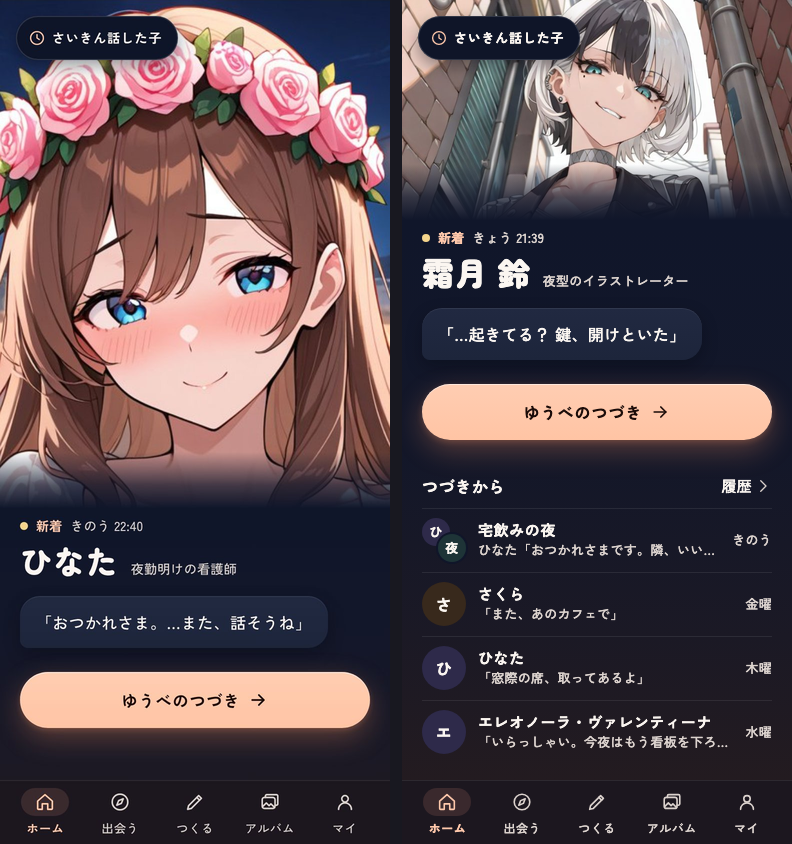 さいきん話した子
新着 きのう 22:40
ひなた 夜勤明けの看護師
「おつかれさま。…また、話そうね」
ゆうべのつづき →
ホーム 出会う つくる アルバム マイ
さいきん話した子
新着 きょう 21:39
霜月 鈴 夜型のイラストレーター
「…起きてる？ 鍵、開けといた」
ゆうべのつづき →
つづきから 履歴
ひ 夜 宅飲みの夜 きのう
ひなた「おつかれさまです。隣、いい…
さ さくら 金曜
「また、あのカフェで」
ひ ひなた 木曜
「窓際の席、取ってあるよ」
エ エレオノーラ・ヴァレンティーナ 水曜
「いらっしゃい。今夜はもう看板を下ろ…
ホーム 出会う つくる アルバム マイ